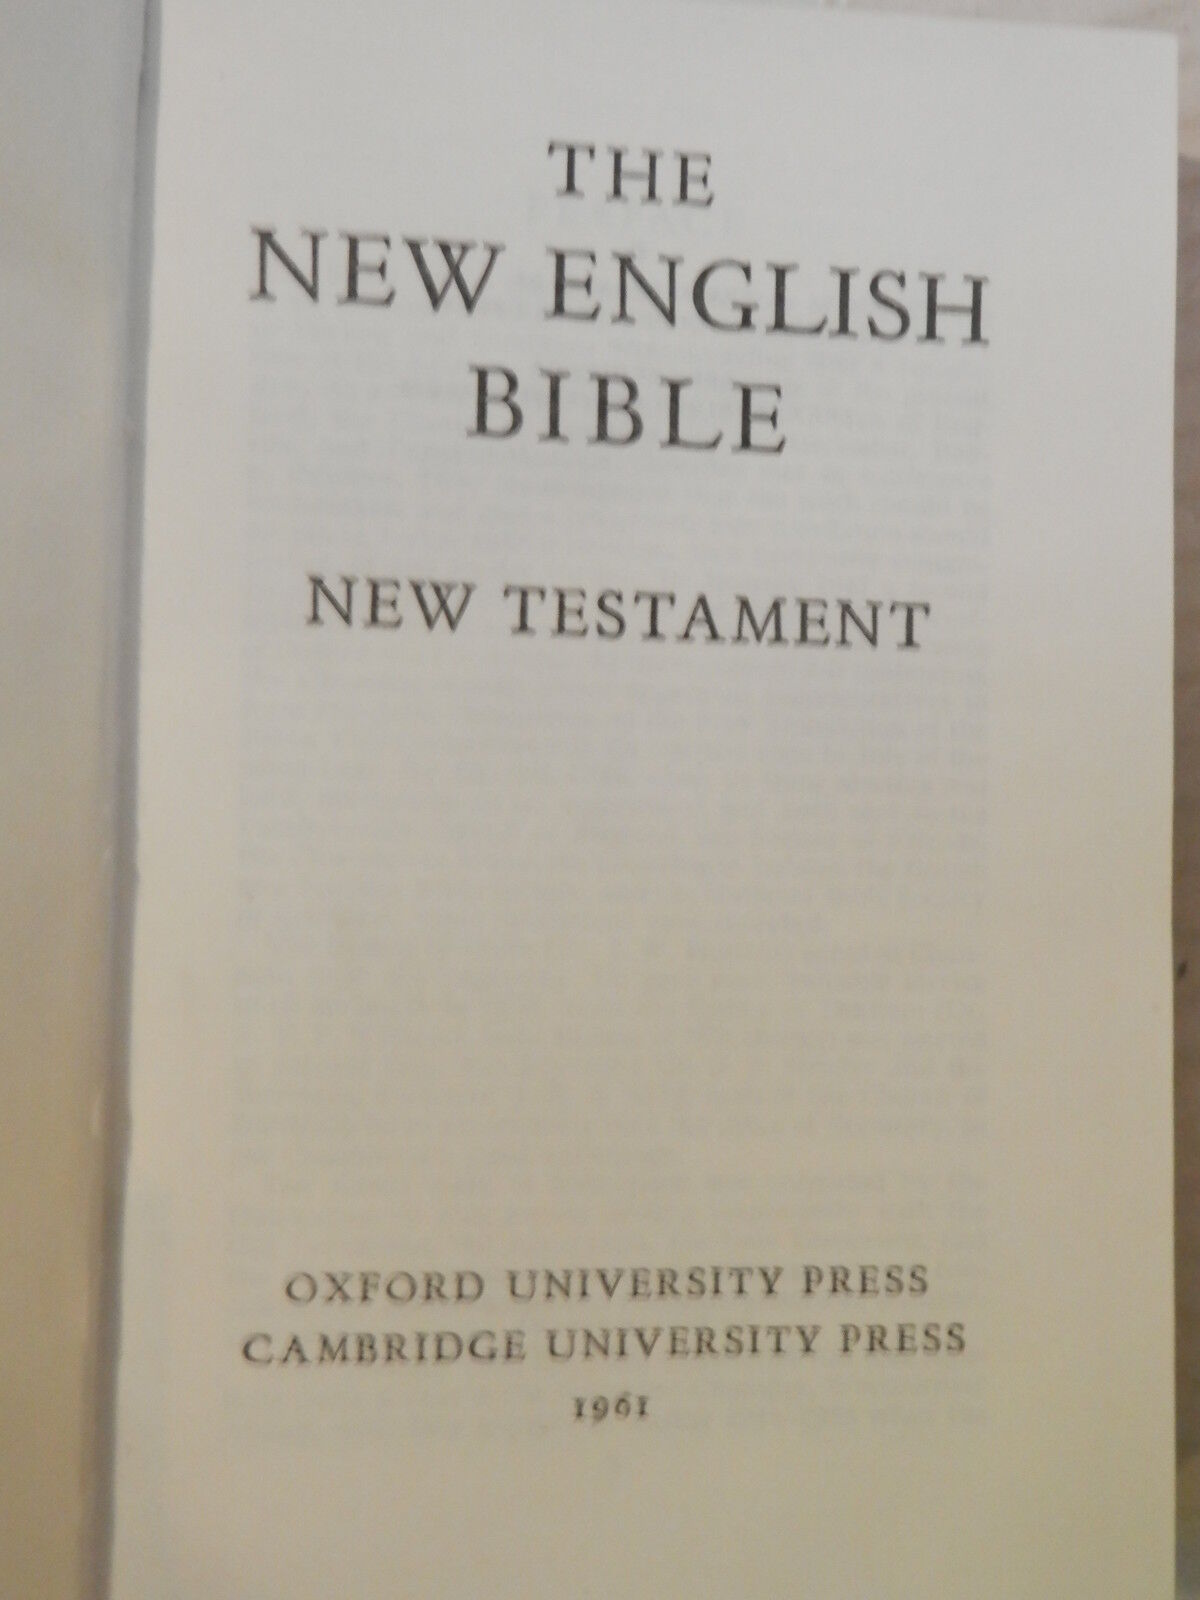 THE
NEW ENGLISH
BIBLE
NEW TESTAMENT
OXFORD UNIVERSITY PRESS
CAMBRIDGE UNIVERSITY PRESS
1961